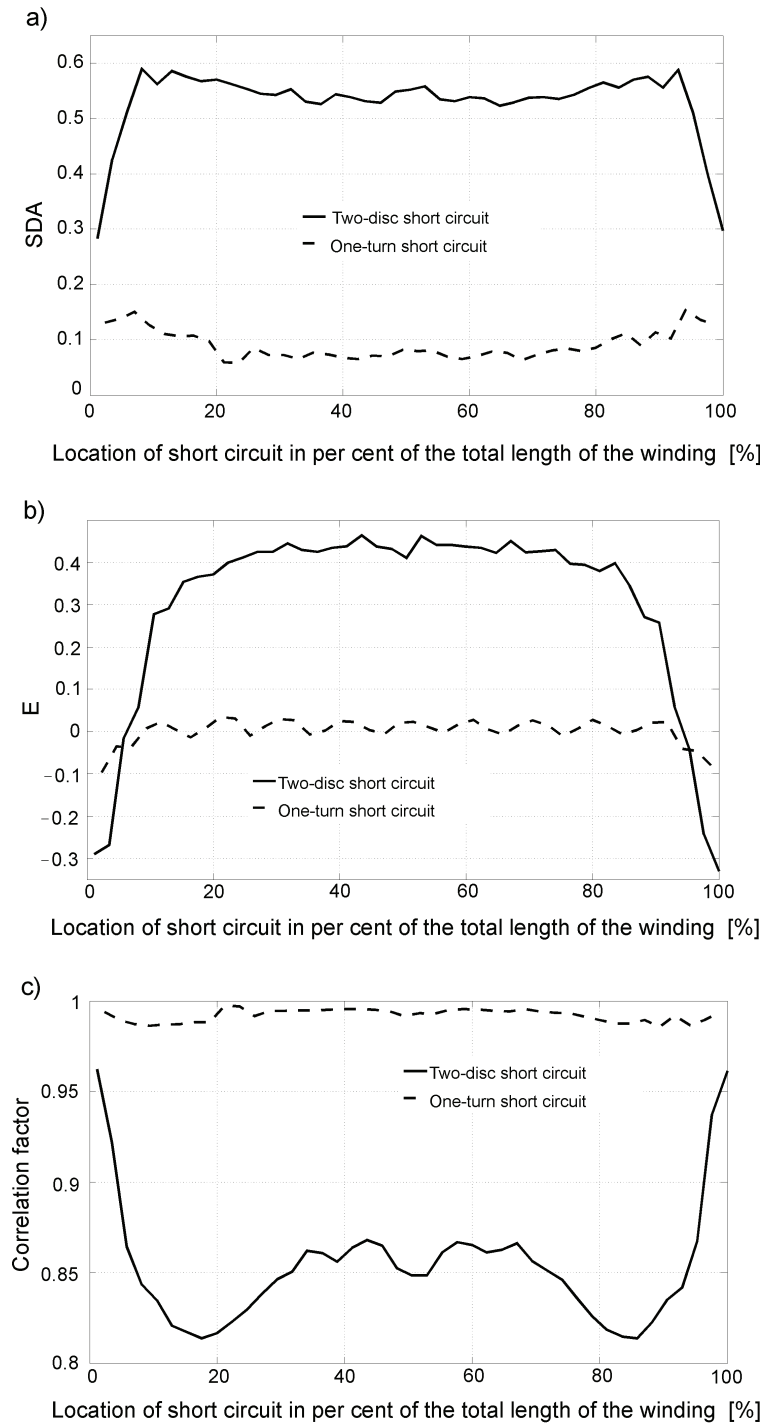 a)
0.6
0.5
0.4
0.3
0.2
0.1
0
SDA
Two-disc short circuit
One-turn short circuit
0 20 40 60 80 100
Location of short circuit in per cent of the total length of the winding [%]
b)
0.4
0.3
0.2
0.1
0
−0.1
−0.2
−0.3
E
Two-disc short circuit
One-turn short circuit
0 20 40 60 80 100
Location of short circuit in per cent of the total length of the winding [%]
c)
1
0.95
0.9
0.85
0.8
Correlation factor
Two-disc short circuit
One-turn short circuit
0 20 40 60 80 100
Location of short circuit in per cent of the total length of the winding [%]